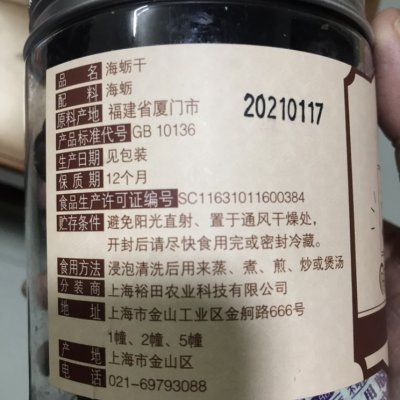 品名 海蛎干
配料 海蛎
原料产地 福建省厦门市
20210117
产品标准代号 GB 10136
生产日期 见包装
保质期 12个月
食品生产许可证编号 SC11631011600384
贮存条件 避免阳光直射、置于通风干燥处，
开封后请尽快食用完或密封冷藏。
食用方法 浸泡清洗后用来蒸、煮、煎、炒或煲汤
分装商 上海裕田农业科技有限公司
地址 上海市金山工业区金舸路666号
1幢、2幢、5幢
产地 上海市金山区
电话 021-69793088